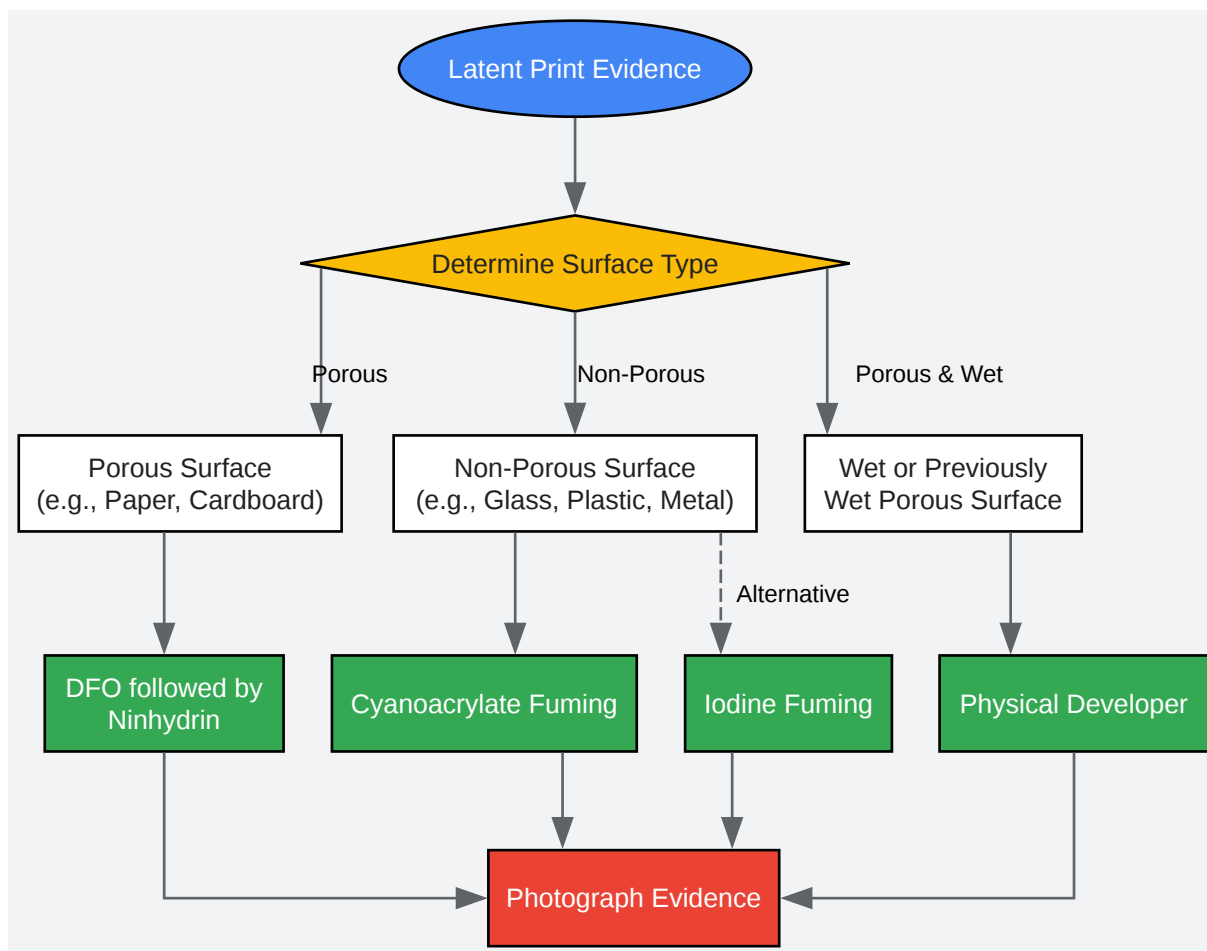 Latent Print Evidence
Determine Surface Type
Porous
Non-Porous
Porous & Wet
Porous Surface
(e.g., Paper, Cardboard)
Non-Porous Surface
(e.g., Glass, Plastic, Metal)
Wet or Previously
Wet Porous Surface
Alternative
DFO followed by
Ninhydrin
Cyanoacrylate Fuming
Iodine Fuming
Physical Developer
Photograph Evidence